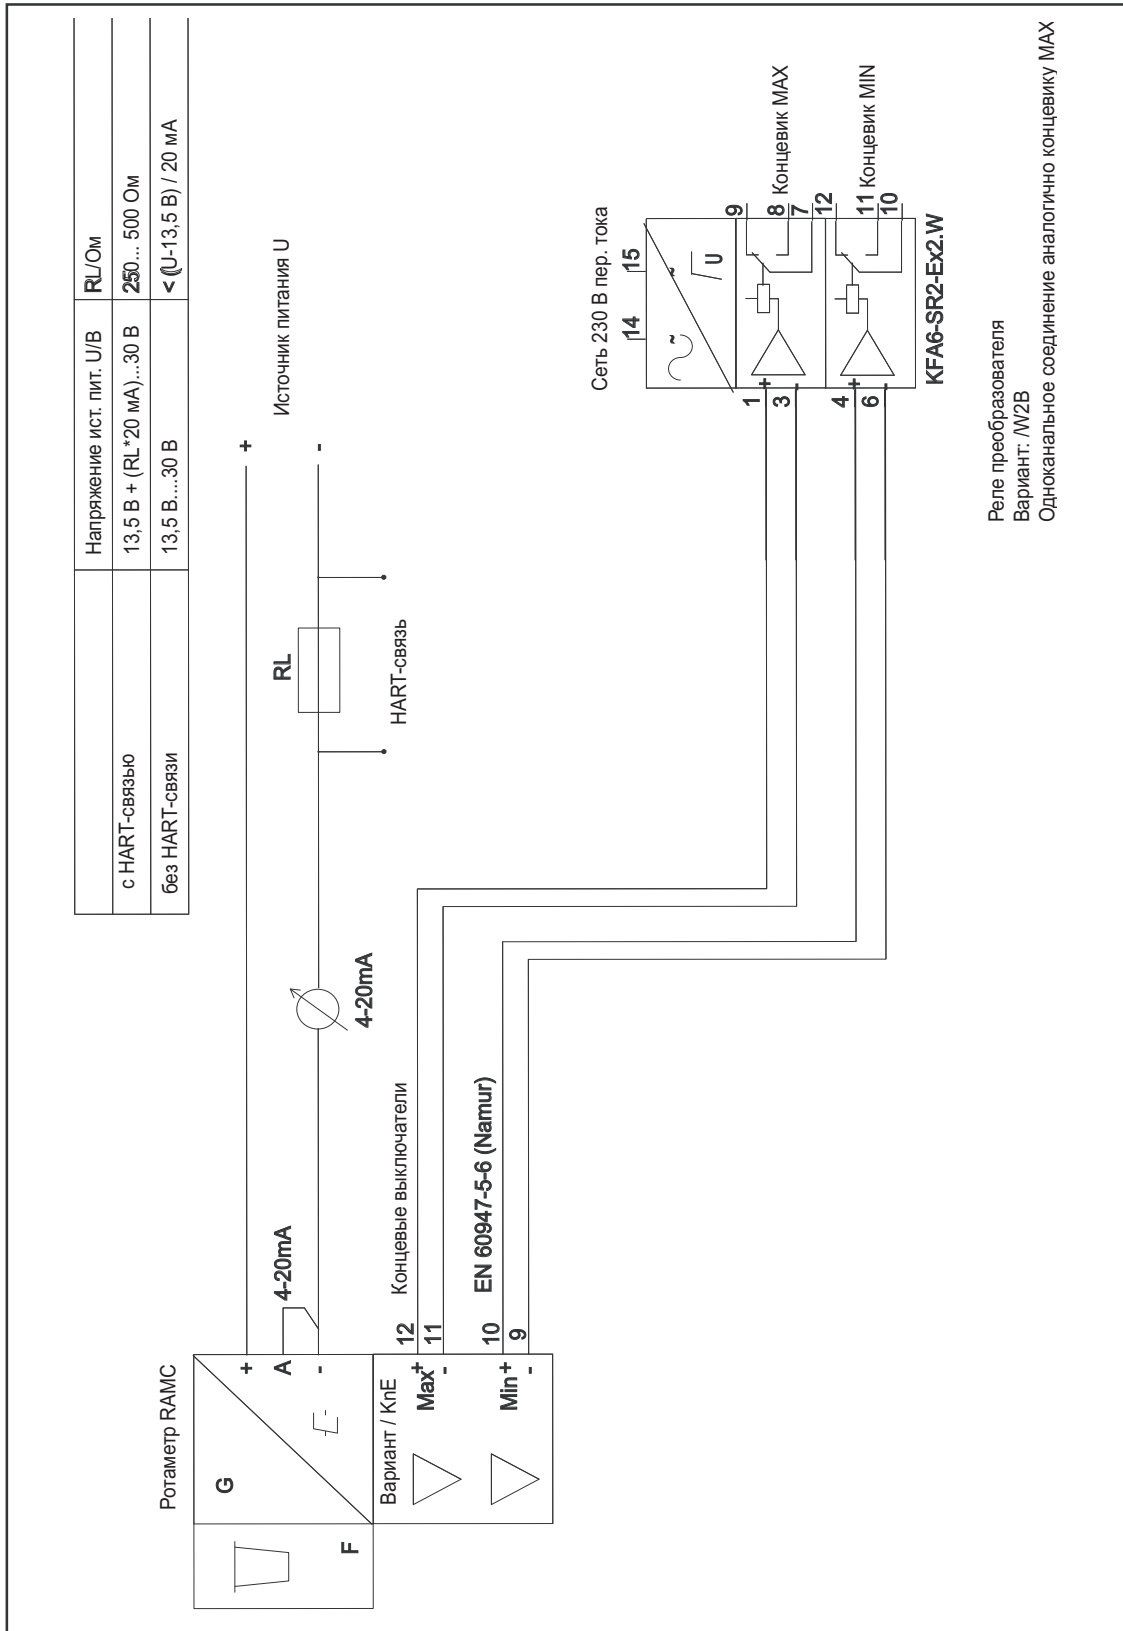 Напряжение ист. пит. U/В RL/Ом
с HART-связью 13,5 В + (RL*20 мА)...30 В 250... 500 Ом
без HART-связи 13,5 В....30 В < (U-13,5 В) / 20 мА
Ротаметр RAMC
G
F
+
A
-
4-20mA
4-20mA
RL
HART-связь
+
-
Источник питания U
Вариант / KnE
Max
+
-
12
11
Концевые выключатели
Min
+
-
10
9
EN 60947-5-6 (Namur)
Сеть 230 В пер. тока
14
15
~
~
U
1
+
3
-
9
8
7
Концевик MAX
4
+
6
-
12
11
10
Концевик MIN
KFA6-SR2-Ex2.W
Реле преобразователя
Вариант: /W2B
Одноканальное соединение аналогично концевику MAX